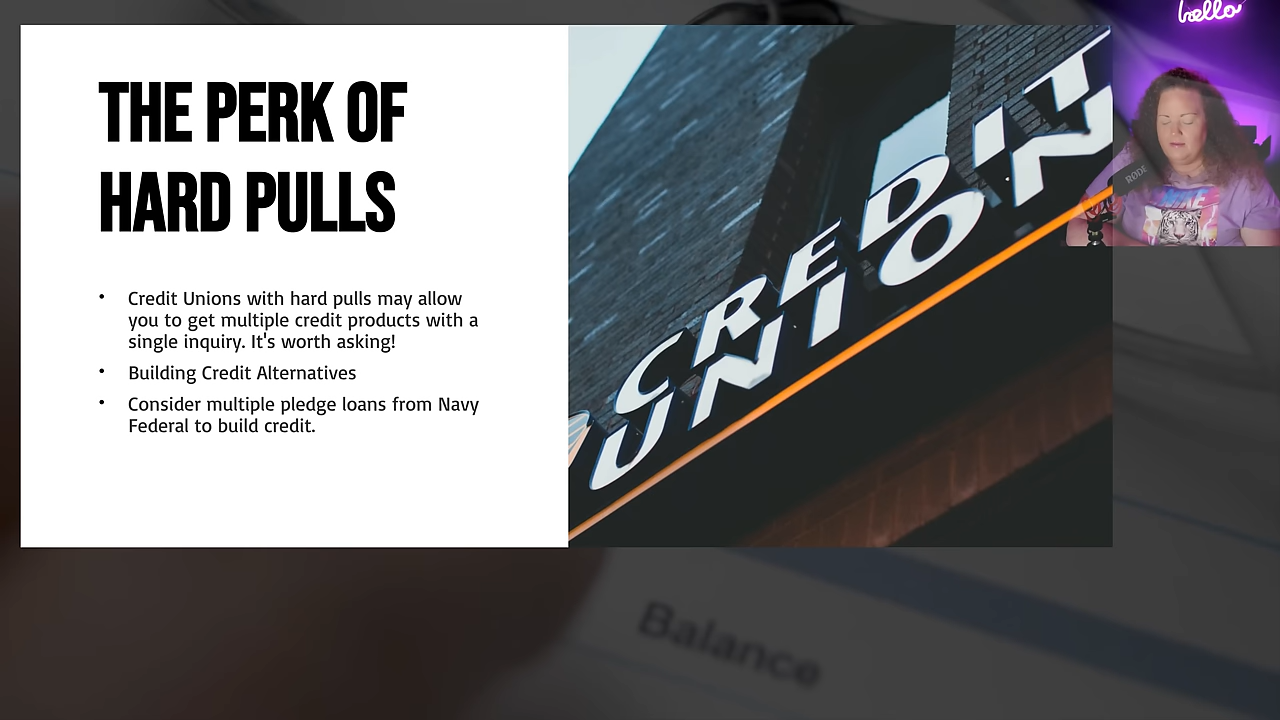 hello
THE PERK OF
HARD PULLS
CREDIT
UNION
RØDE
• Credit Unions with hard pulls may allow
you to get multiple credit products with a
single inquiry. It's worth asking!
• Building Credit Alternatives
• Consider multiple pledge loans from Navy
Federal to build credit.
Balance